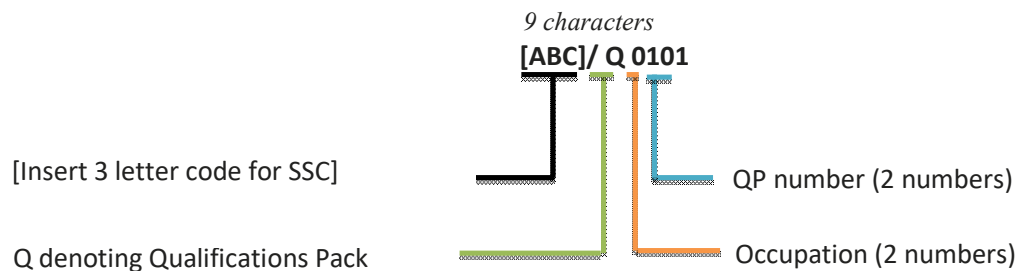 9 characters
[ABC]/ Q 0101
[Insert 3 letter code for SSC]
QP number (2 numbers)
Q denoting Qualifications Pack
Occupation (2 numbers)